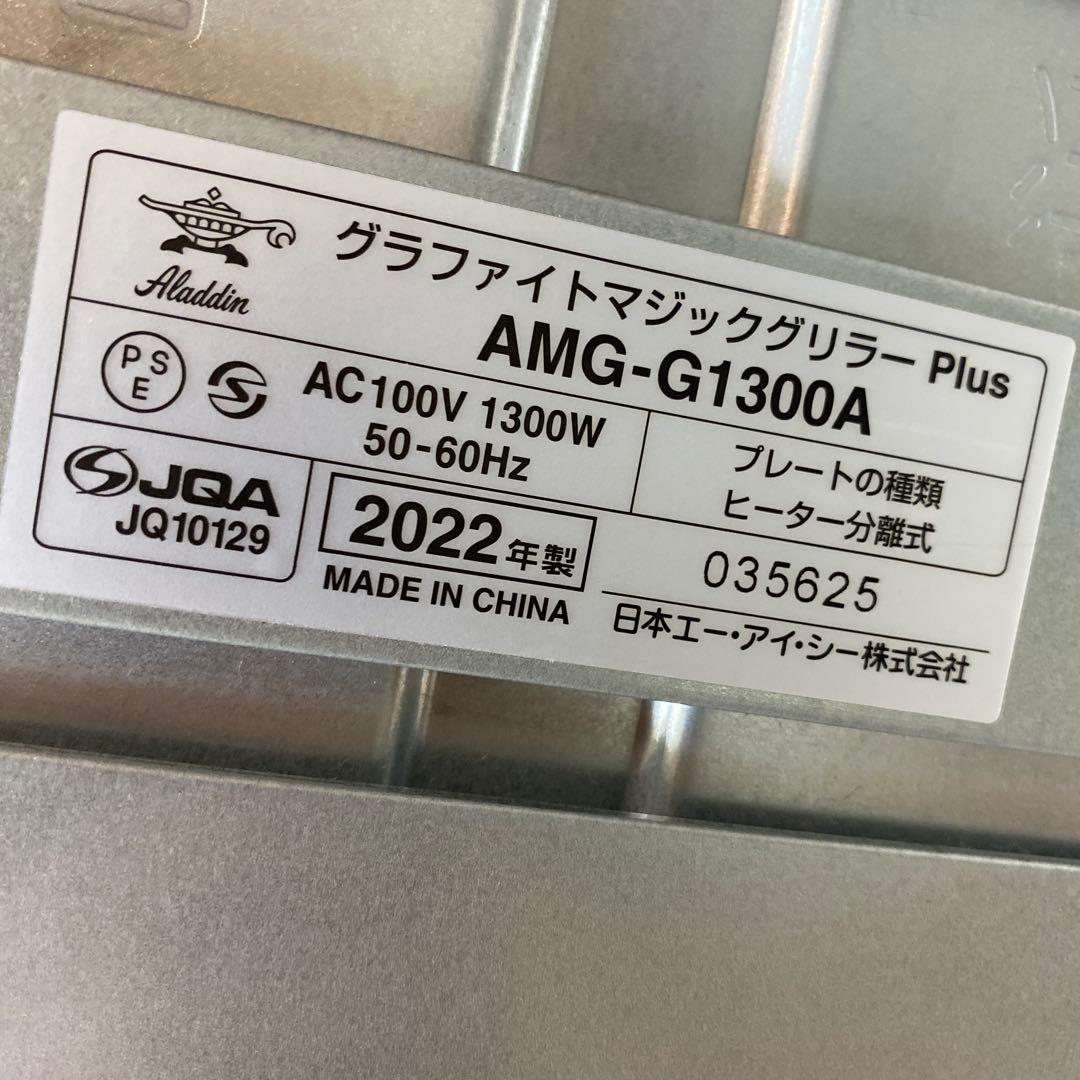 Aladdin
グラファイトマジックグリラー Plus
AMG-G1300A
PS
E
AC100V 1300W
50-60Hz
プレートの種類
ヒーター分離式
JQA
JQ10129
2022年製
MADE IN CHINA
035625
日本エー・アイ・シー株式会社